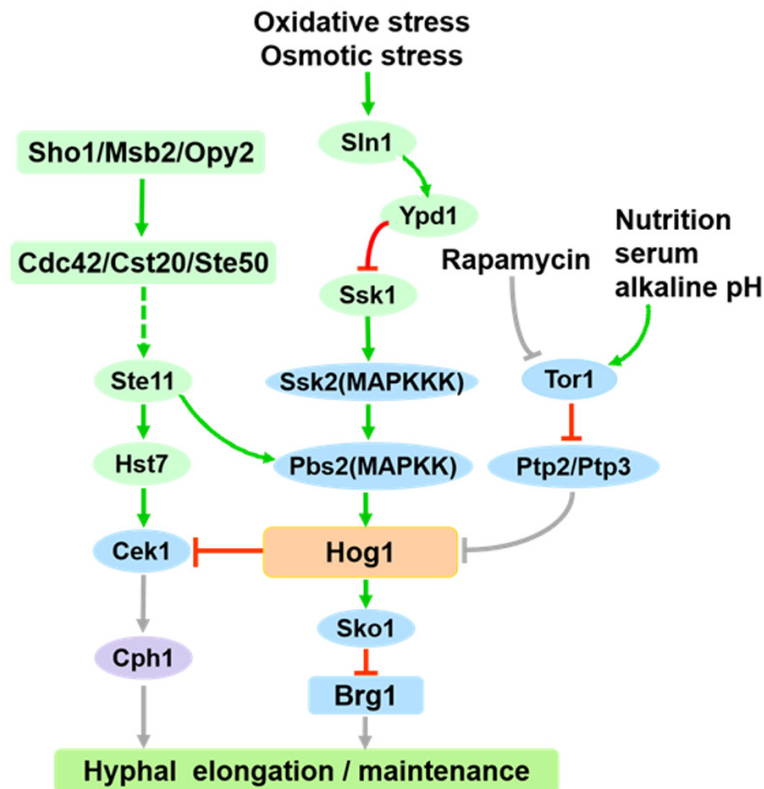 Oxidative stress
Osmotic stress
Sln1
Sho1/Msb2/Opy2
Ypd1
Nutrition
serum
alkaline pH
Rapamycin
Cdc42/Cst20/Ste50
Ssk1
Ste11
Ssk2(MAPKKK)
Tor1
Hst7
Pbs2(MAPKK)
Ptp2/Ptp3
Cek1
Hog1
Sko1
Cph1
Brg1
Hyphal elongation / maintenance